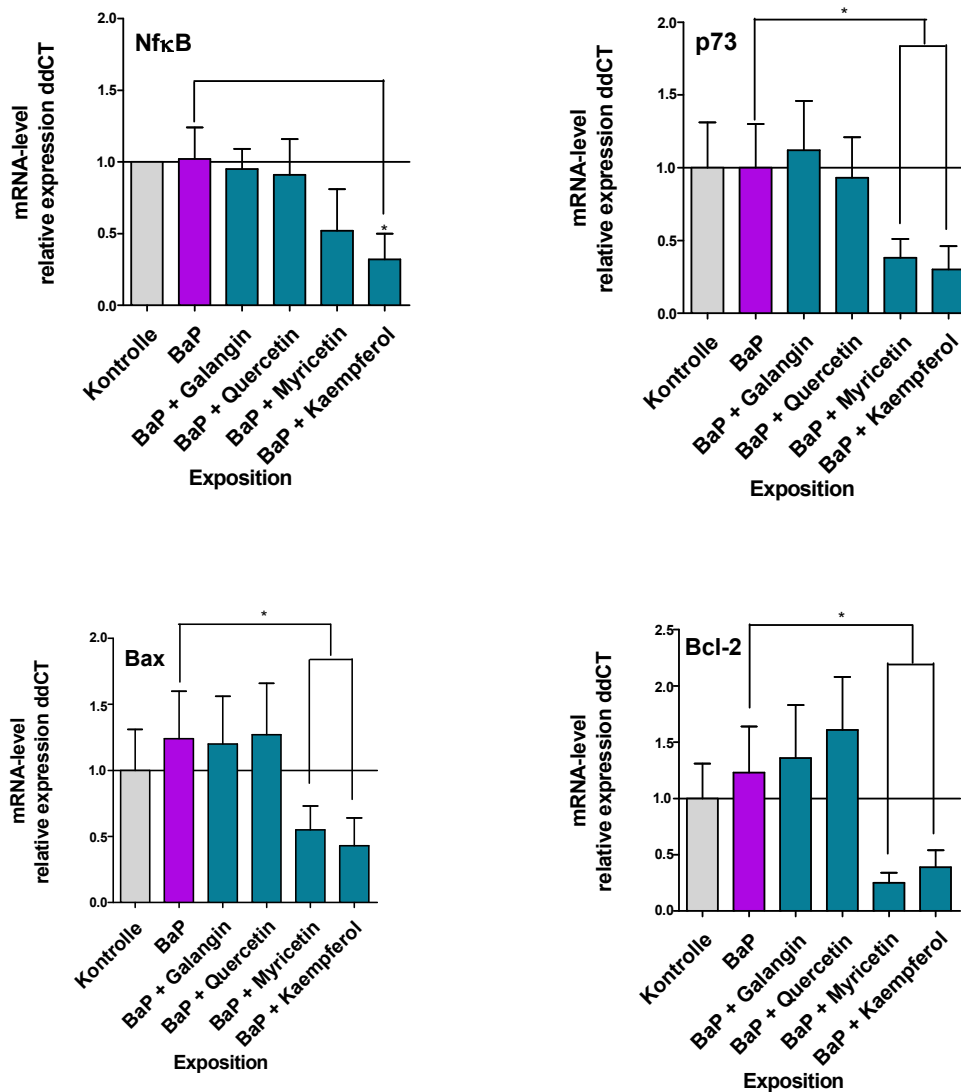 NfκB
mRNA-level
relative expression ddCT
2.0
1.5
1.0
0.5
0.0
*
Kontrolle
BaP
BaP + Galangin
BaP + Quercetin
BaP + Myricetin
BaP + Kaempferol
Exposition
p73
mRNA-level
relative expression ddCT
2.0
1.5
1.0
0.5
0.0
*
Kontrolle
BaP
BaP + Galangin
BaP + Quercetin
BaP + Myricetin
BaP + Kaempferol
Exposition
Bax
mRNA-level
relative expression ddCT
2.0
1.5
1.0
0.5
0.0
*
Kontrolle
BaP
BaP + Galangin
BaP + Quercetin
BaP + Myricetin
BaP + Kaempferol
Exposition
Bcl-2
mRNA-level
relative expression ddCT
2.5
2.0
1.5
1.0
0.5
0.0
*
Kontrolle
BaP
BaP + Galangin
BaP + Quercetin
BaP + Myricetin
BaP + Kaempferol
Exposition